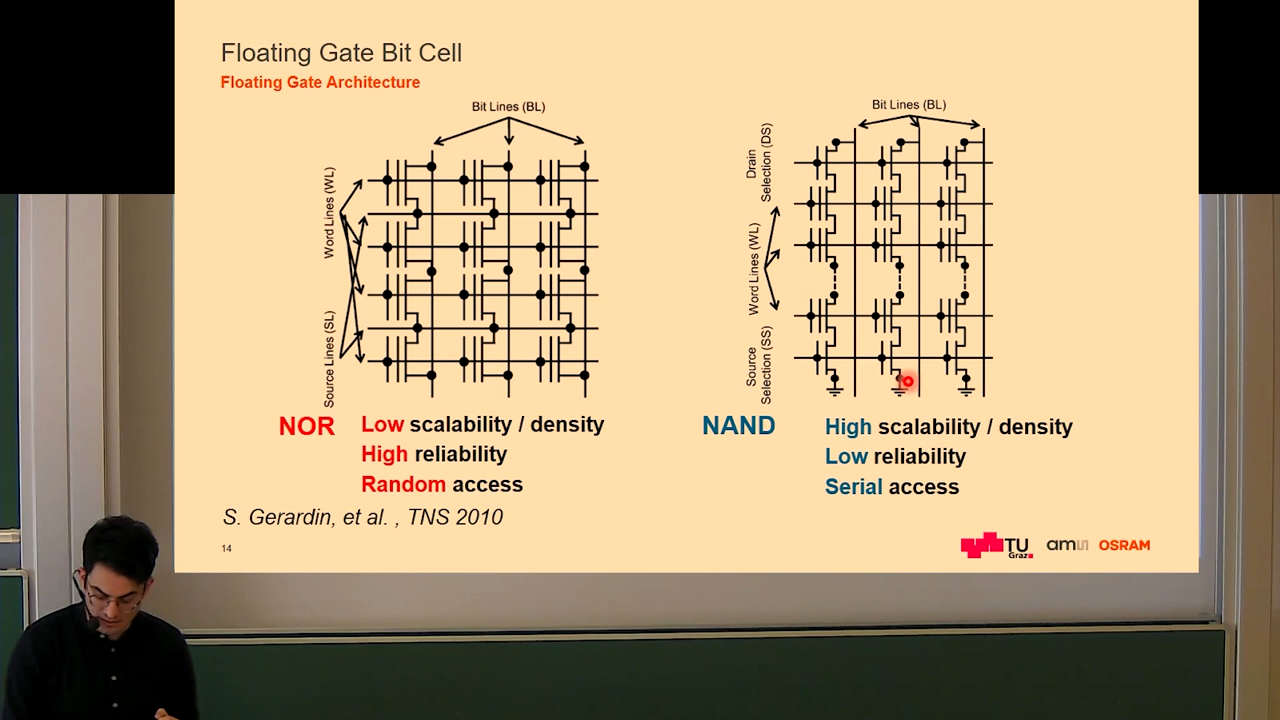 Floating Gate Bit Cell
Floating Gate Architecture
Bit Lines (BL)
Word Lines (WL)
Source Lines (SL)
NOR
Low scalability / density
High reliability
Random access
Bit Lines (BL)
Drain
Selection (DS)
Word Lines (WL)
Source
Selection (SS)
NAND
High scalability / density
Low reliability
Serial access
S. Gerardin, et al. , TNS 2010
14
TU
Graz
am
OSRAM